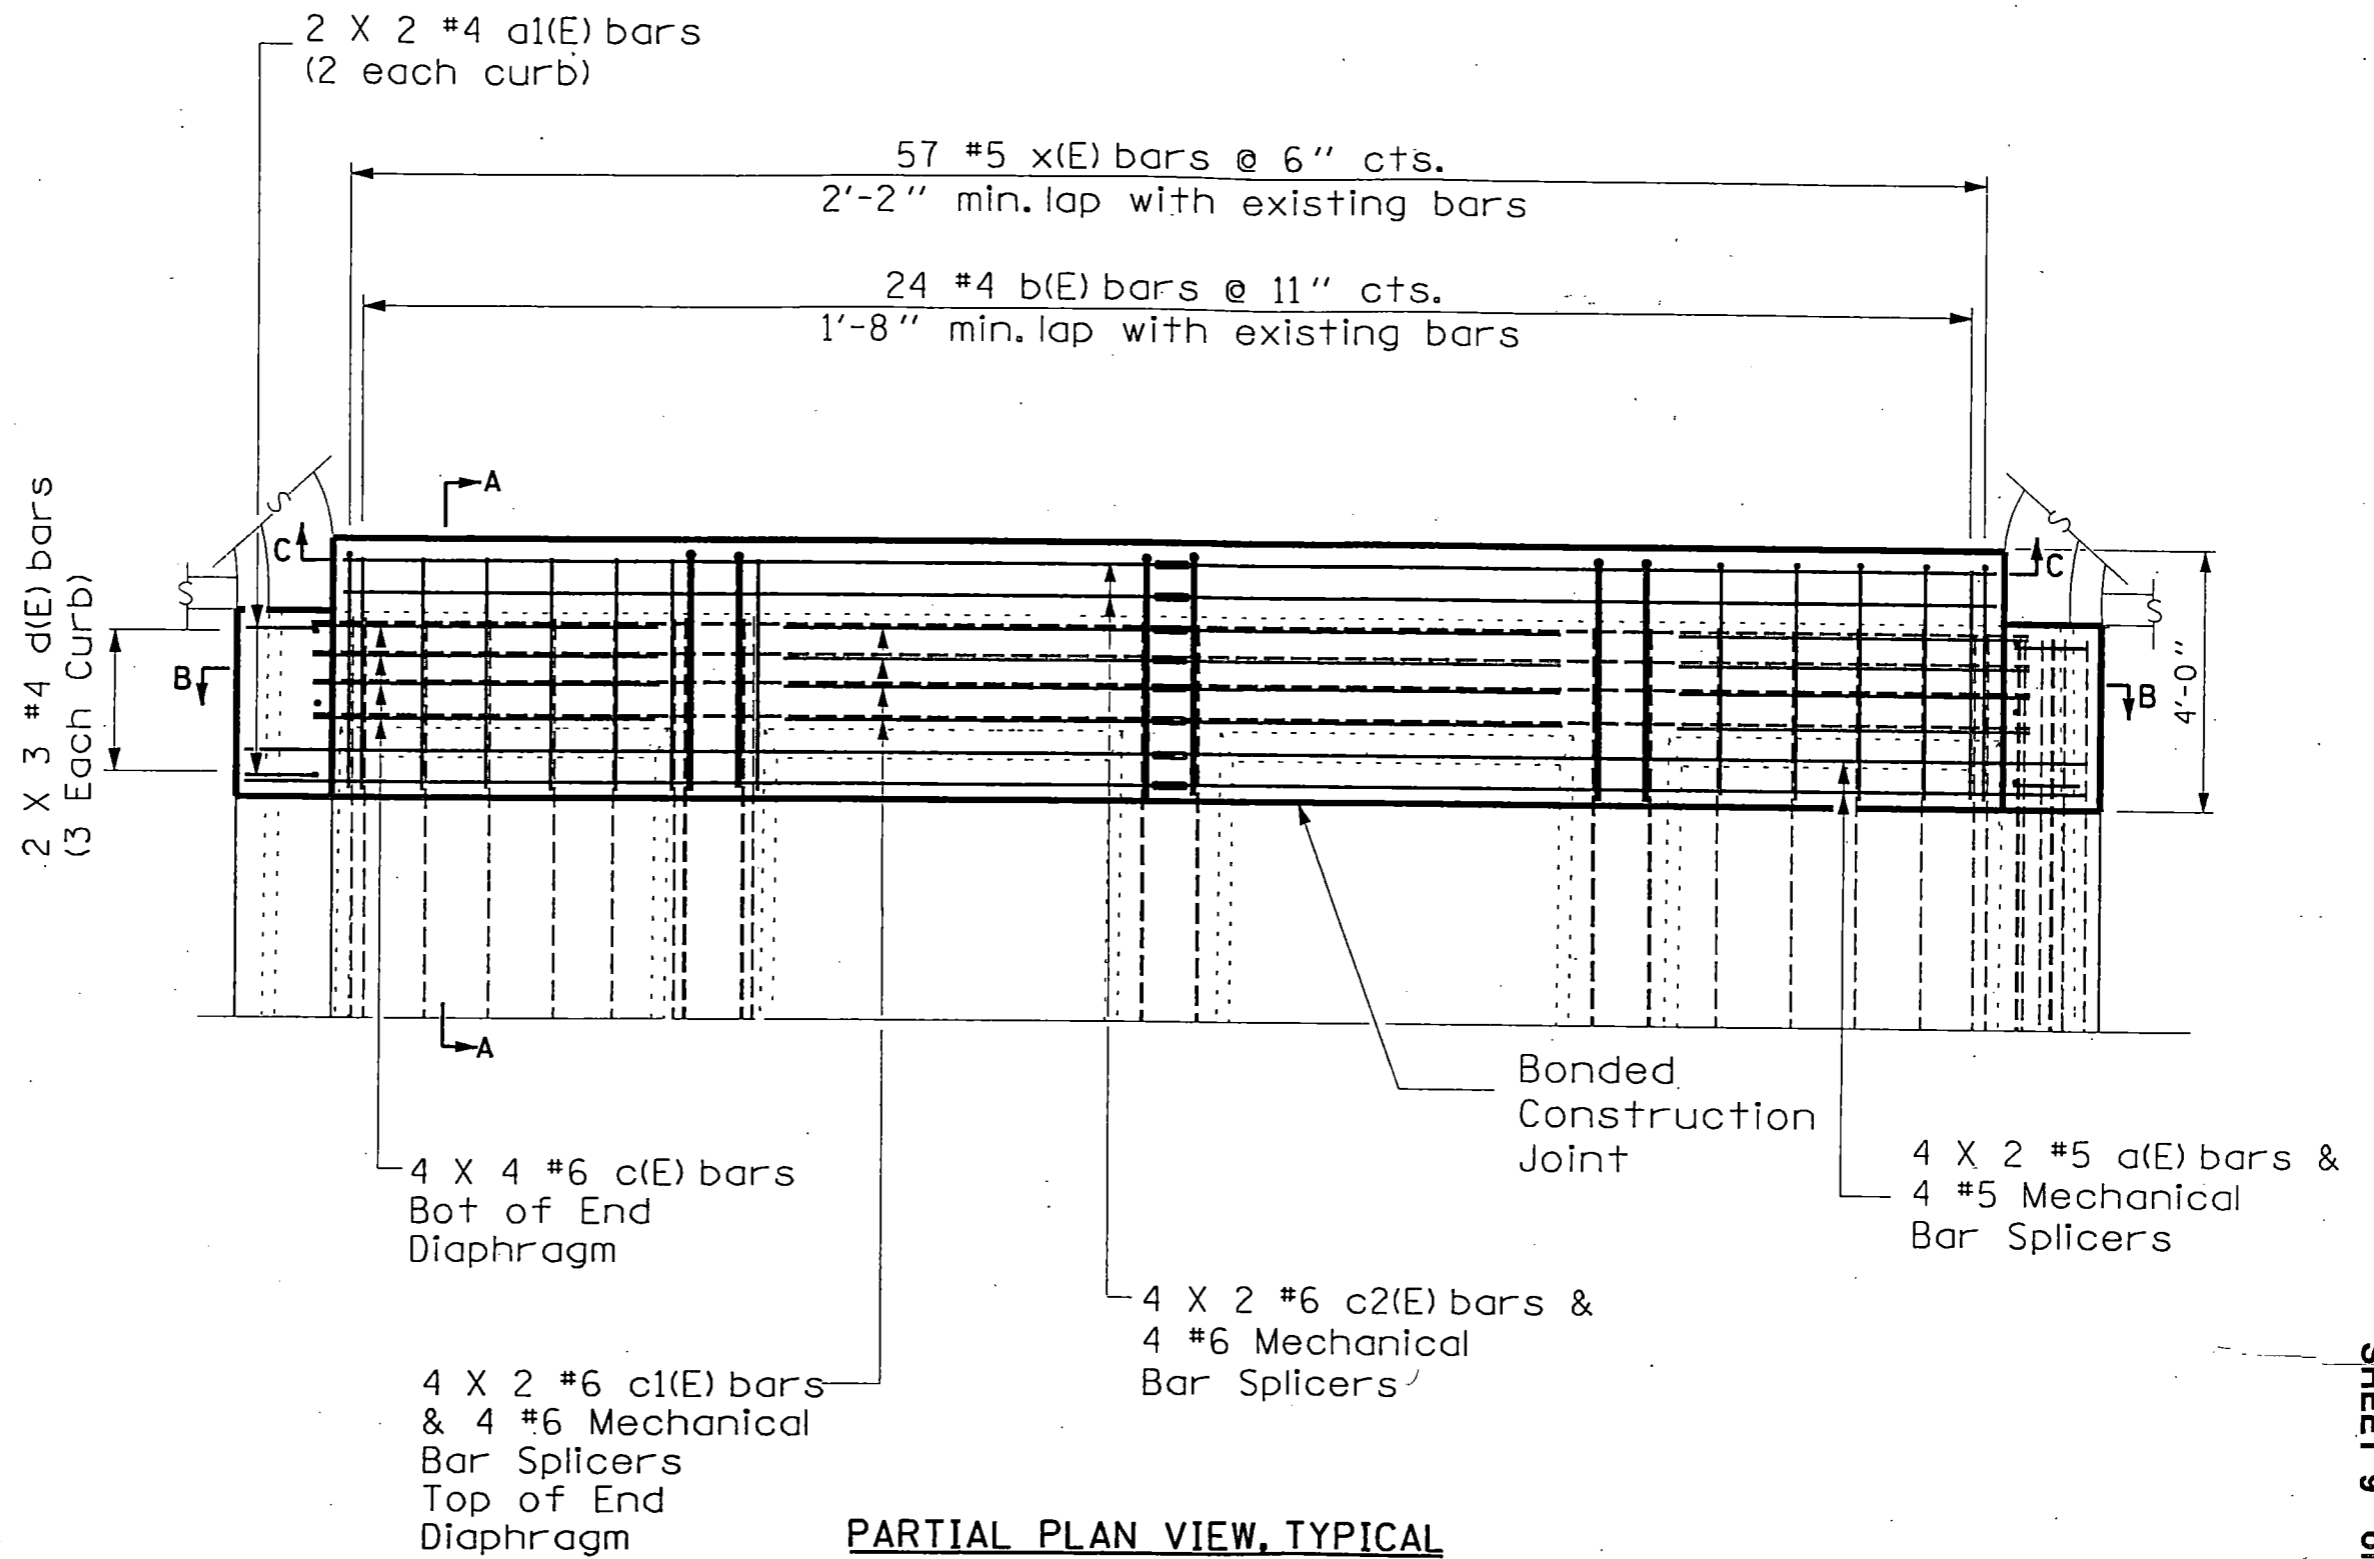 2 X 2 #4 a1(E) bars
(2 each curb)
57 #5 x(E) bars @ 6" cts.
2'-2" min. lap with existing bars
24 #4 b(E) bars @ 11" cts.
1'-8" min. lap with existing bars
2 X 3 #4 d(E) bars
(3 Each Curb)
A
C
C
B
B
4'-0"
A
Bonded
Construction
Joint
4 X 4 #6 c(E) bars
Bot of End
Diaphragm
4 X 2 #5 a(E) bars &
4 #5 Mechanical
Bar Splicers
4 X 2 #6 c2(E) bars &
4 #6 Mechanical
Bar Splicers
4 X 2 #6 c1(E) bars
& 4 #6 Mechanical
Bar Splicers
Top of End
Diaphragm
PARTIAL PLAN VIEW, TYPICAL
SHEET 9